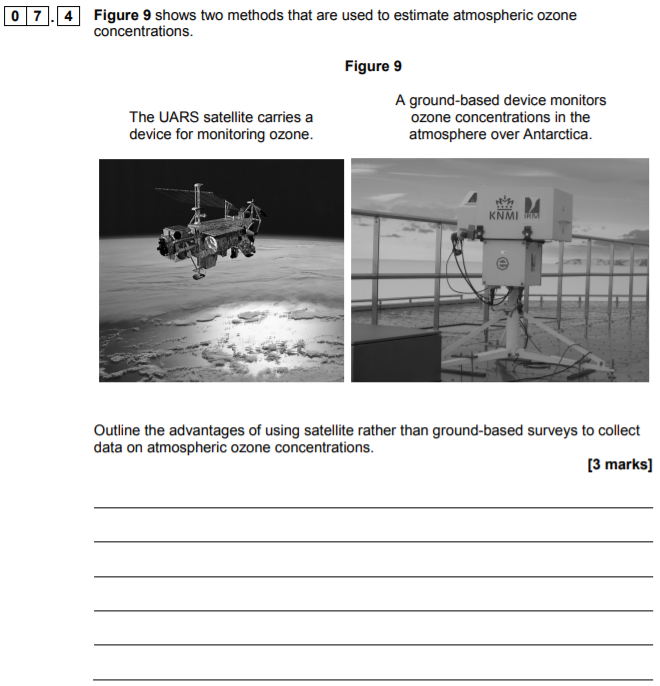 0 7 . 4 Figure 9 shows two methods that are used to estimate atmospheric ozone
concentrations.
Figure 9
The UARS satellite carries a
device for monitoring ozone.
A ground-based device monitors
ozone concentrations in the
atmosphere over Antarctica.
KNMI
Outline the advantages of using satellite rather than ground-based surveys to collect
data on atmospheric ozone concentrations.
[3 marks]